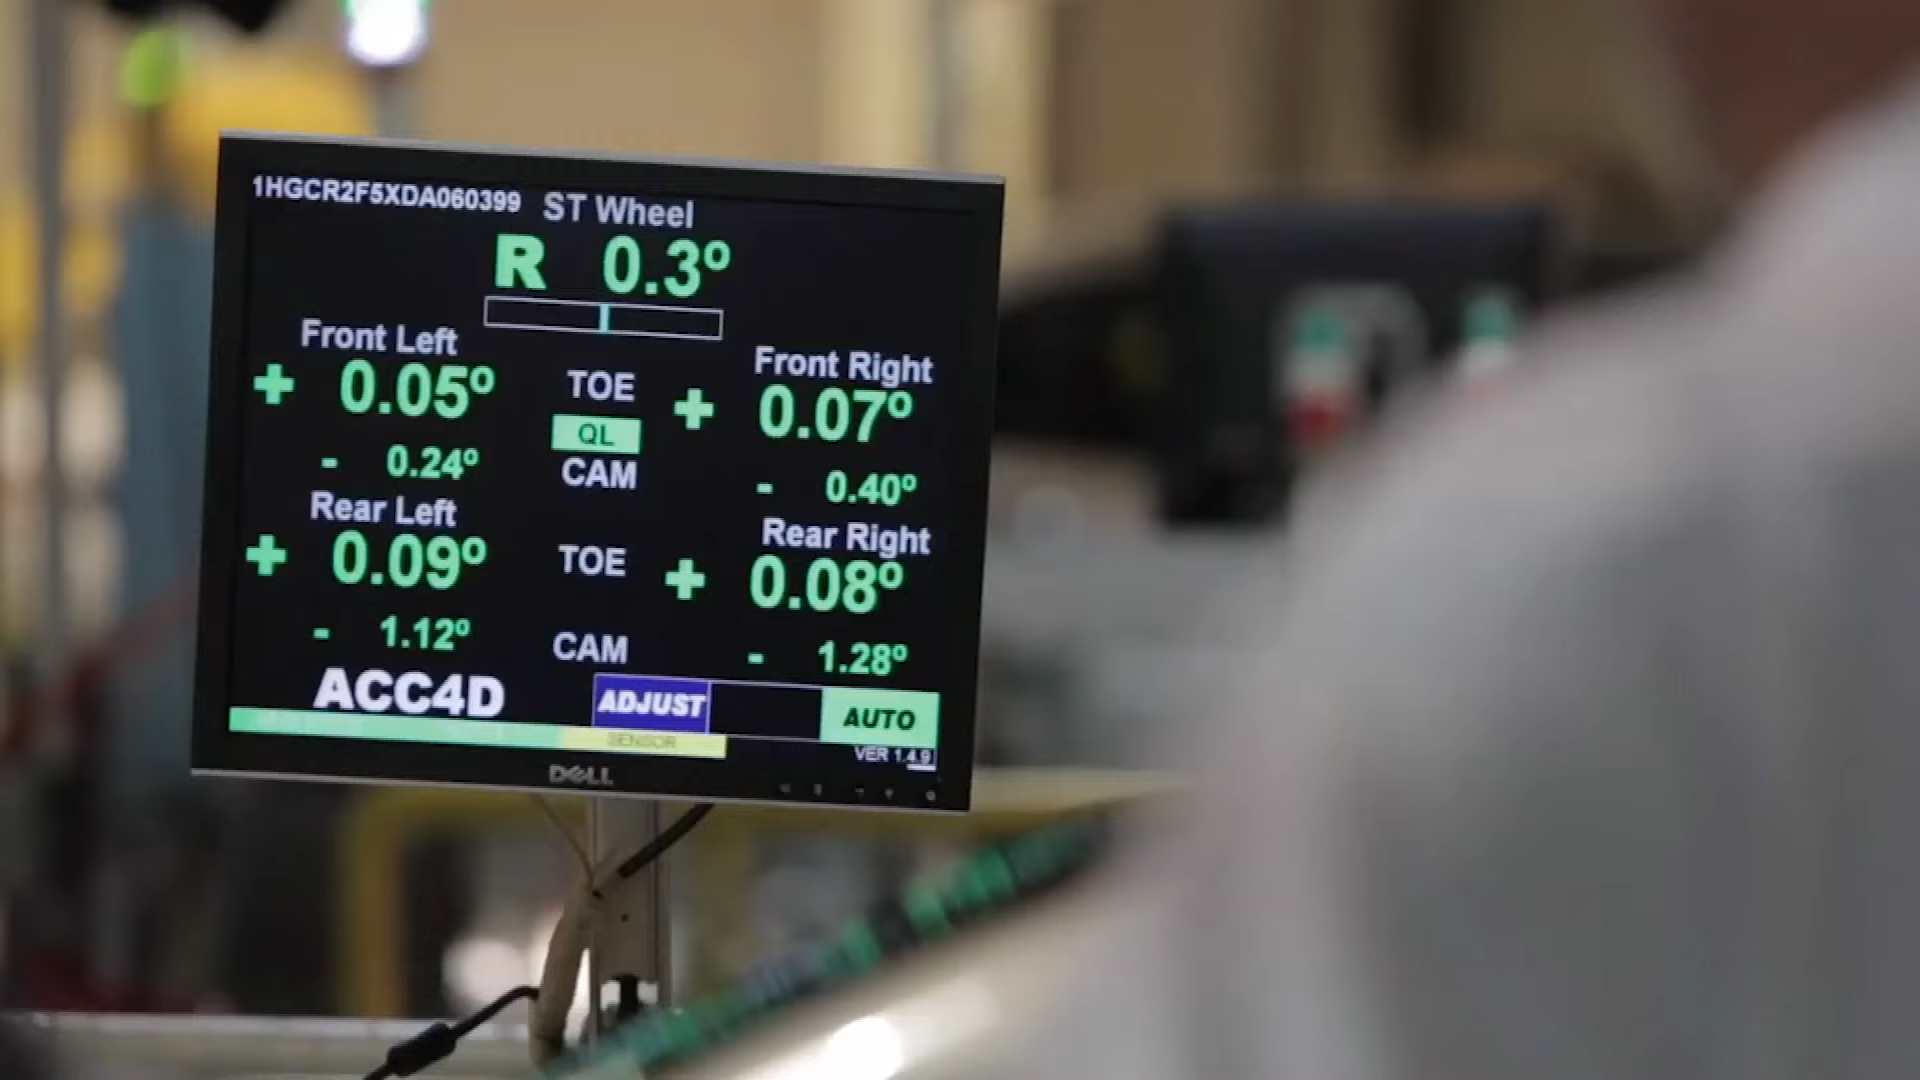 1HGCR2F5XDA060399 ST Wheel
R 0.3º
Front Left
Front Right
+ 0.05º TOE + 0.07º
QL
- 0.24º CAM - 0.40º
Rear Left
Rear Right
+ 0.09º TOE + 0.08º
- 1.12º CAM - 1.28º
ACC4D ADJUST AUTO
SENSOR
VER 1.4.9
DELL